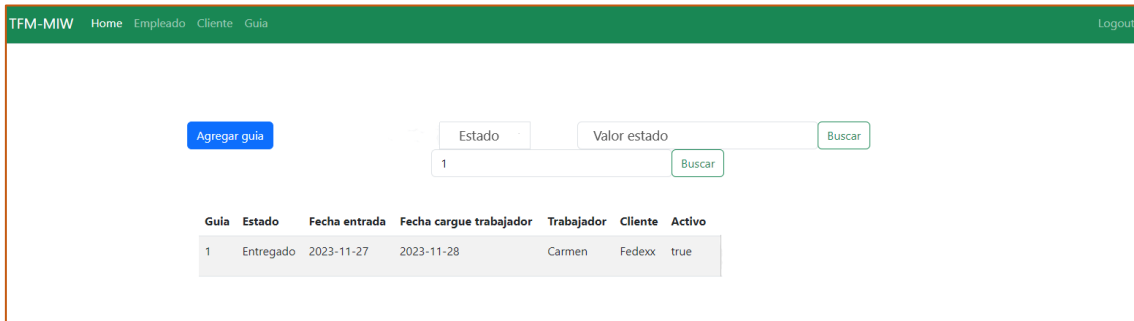 TFM-MIW Home Empleado Cliente Guia Logout
Agregar guia Estado Valor estado Buscar
1 Buscar
Guia Estado Fecha entrada Fecha cargue trabajador Trabajador Cliente Activo
1 Entregado 2023-11-27 2023-11-28 Carmen Fedexx true